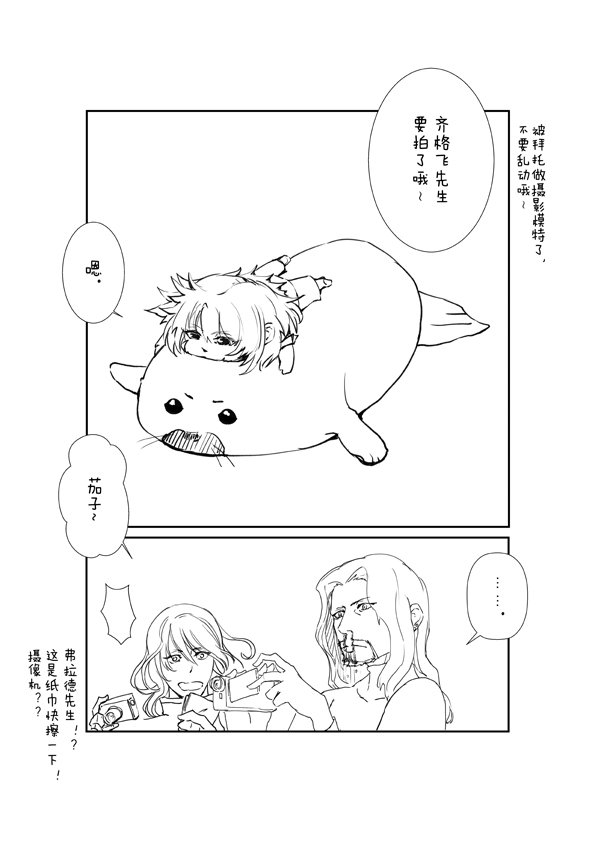 被拜托做摄影模特了，
不要乱动哦~
齐格飞先生
要拍了哦~
嗯。
茄子~
……。
弗拉德先生！？
这是纸巾快擦一下！
摄像机？？